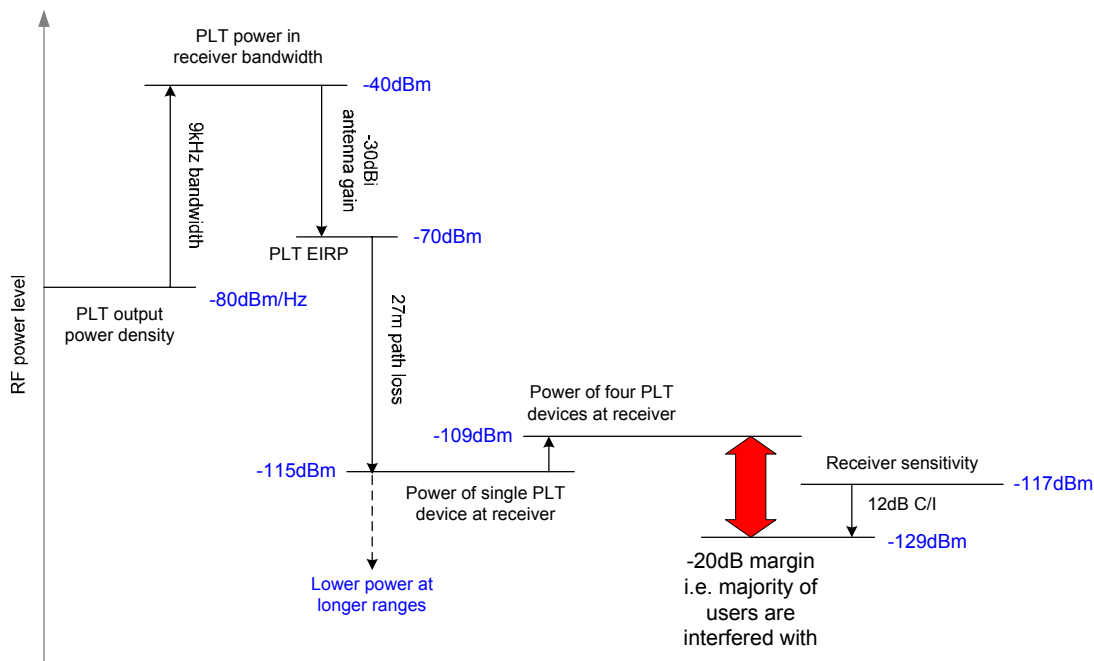 PLT power in
receiver bandwidth
-40dBm
9kHz bandwidth
-30dBi
antenna gain
-70dBm
PLT EIRP
-80dBm/Hz
PLT output
power density
27m path loss
RF power level
Power of four PLT
devices at receiver
-109dBm
-115dBm
Power of single PLT
device at receiver
Receiver sensitivity
-117dBm
12dB C/I
-129dBm
-20dB margin
i.e. majority of
users are
interfered with
Lower power at
longer ranges